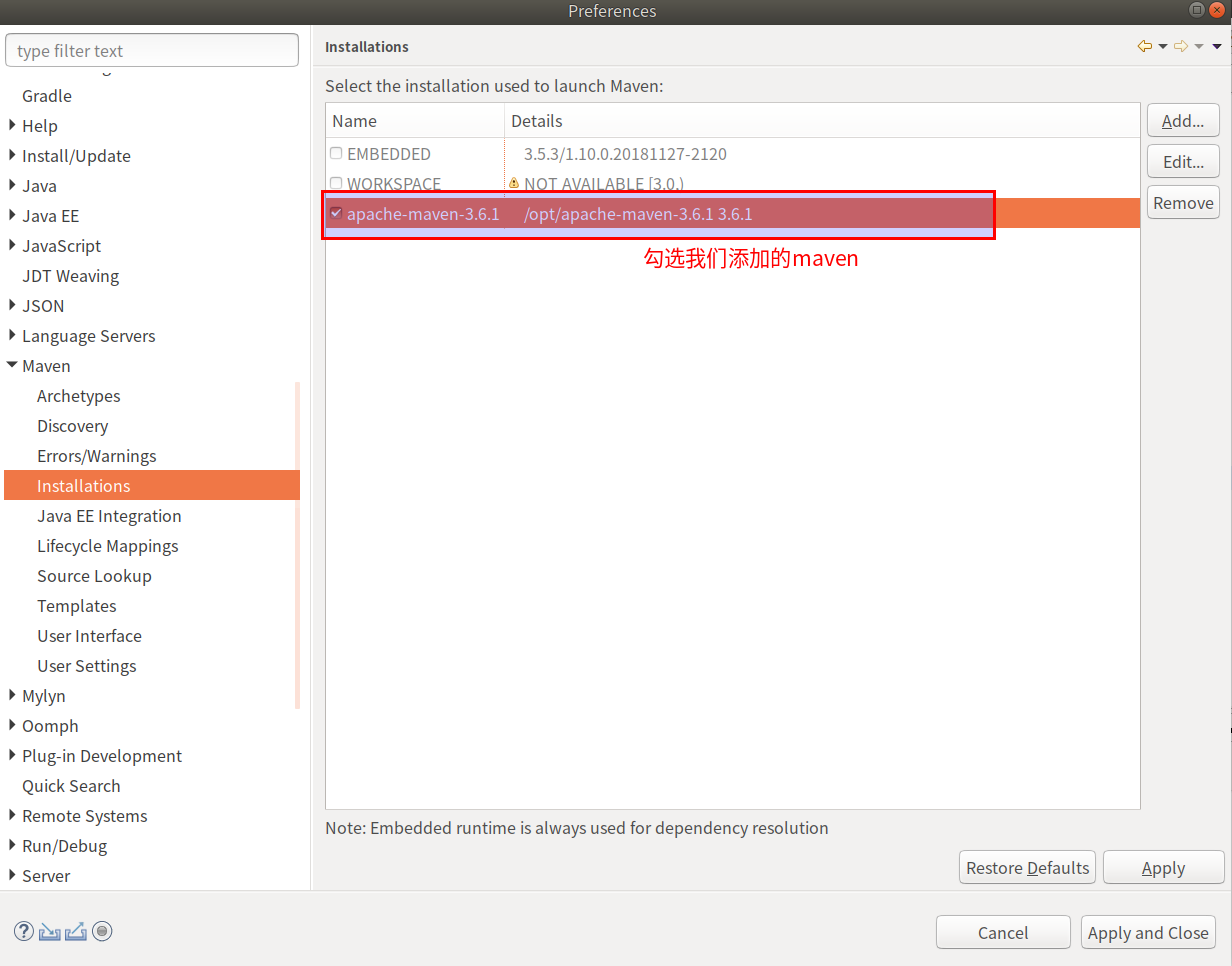 Preferences
type filter text
Gradle
Help
Install/Update
Java
Java EE
JavaScript
JDT Weaving
JSON
Language Servers
Maven
Archetypes
Discovery
Errors/Warnings
Installations
Java EE Integration
Lifecycle Mappings
Source Lookup
Templates
User Interface
User Settings
Mylyn
Oomph
Plug-in Development
Quick Search
Remote Systems
Run/Debug
Server
Installations
Select the installation used to launch Maven:
Name Details
EMBEDDED 3.5.3/1.10.0.20181127-2120
WORKSPACE NOT AVAILABLE [3.0,)
apache-maven-3.6.1 /opt/apache-maven-3.6.1 3.6.1
勾选我们添加的maven
Add...
Edit...
Remove
Note: Embedded runtime is always used for dependency resolution
Restore Defaults Apply
Cancel Apply and Close